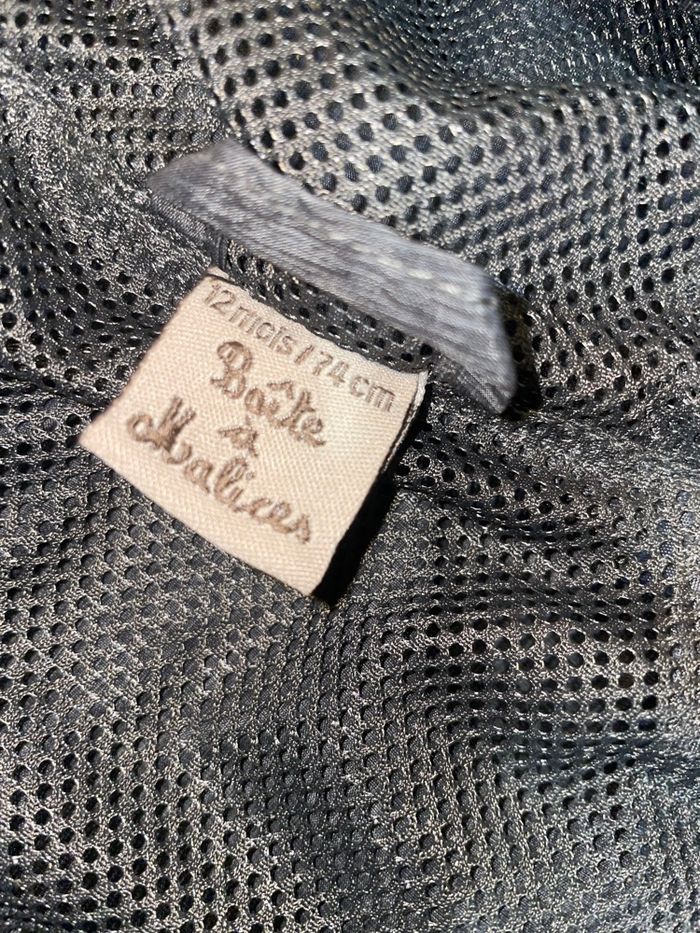 12 mois / 74 cm
Boîte
à
Malices